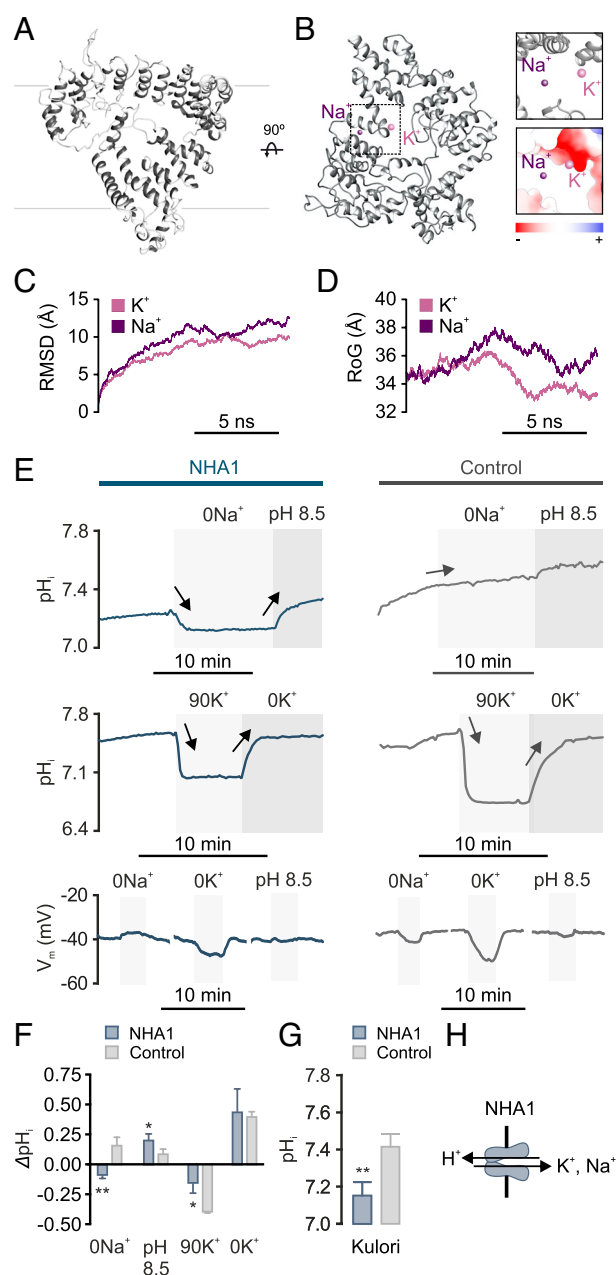 A
90°
B
Na⁺
K⁺
Na⁺
K⁺
Na⁺
K⁺
- +
C
K⁺
Na⁺
RMSD (Å)
15
10
5
0
5 ns
D
K⁺
Na⁺
RoG (Å)
40
38
36
34
32
5 ns
E
NHA1
Control
0Na⁺ pH 8.5
0Na⁺ pH 8.5
pHᵢ
7.8
7.4
7.0
10 min
10 min
90K⁺ 0K⁺
90K⁺ 0K⁺
pHᵢ
7.8
7.1
6.4
10 min
10 min
0Na⁺ 0K⁺ pH 8.5
0Na⁺ 0K⁺ pH 8.5
Vₘ (mV)
-20
-40
-60
10 min
10 min
F
NHA1
Control
ΔpHᵢ
0.75
0.50
0.25
0.00
-0.25
-0.50
**
*
*
0Na⁺ pH 8.5 90K⁺ 0K⁺
G
NHA1
Control
pHᵢ
7.8
7.6
7.4
7.2
7.0
**
Kulori
H
NHA1
H⁺
K⁺, Na⁺